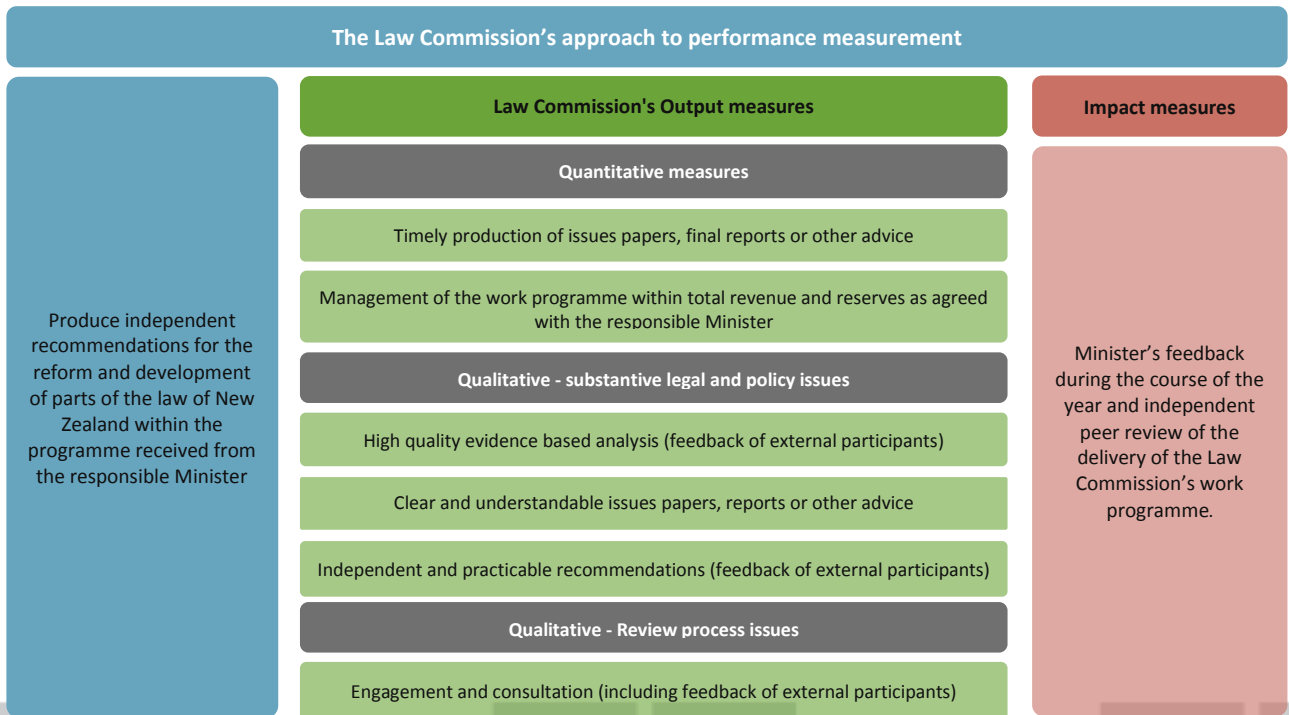 The Law Commission's approach to performance measurement
Produce independent
recommendations for the
reform and development
of parts of the law of New
Zealand within the
programme received from
the responsible Minister
Law Commission's Output measures
Quantitative measures
Timely production of issues papers, final reports or other advice
Management of the work programme within total revenue and reserves as agreed
with the responsible Minister
Qualitative - substantive legal and policy issues
High quality evidence based analysis (feedback of external participants)
Clear and understandable issues papers, reports or other advice
Independent and practicable recommendations (feedback of external participants)
Qualitative - Review process issues
Engagement and consultation (including feedback of external participants)
Impact measures
Minister’s feedback
during the course of the
year and independent
peer review of the
delivery of the Law
Commission’s work
programme.